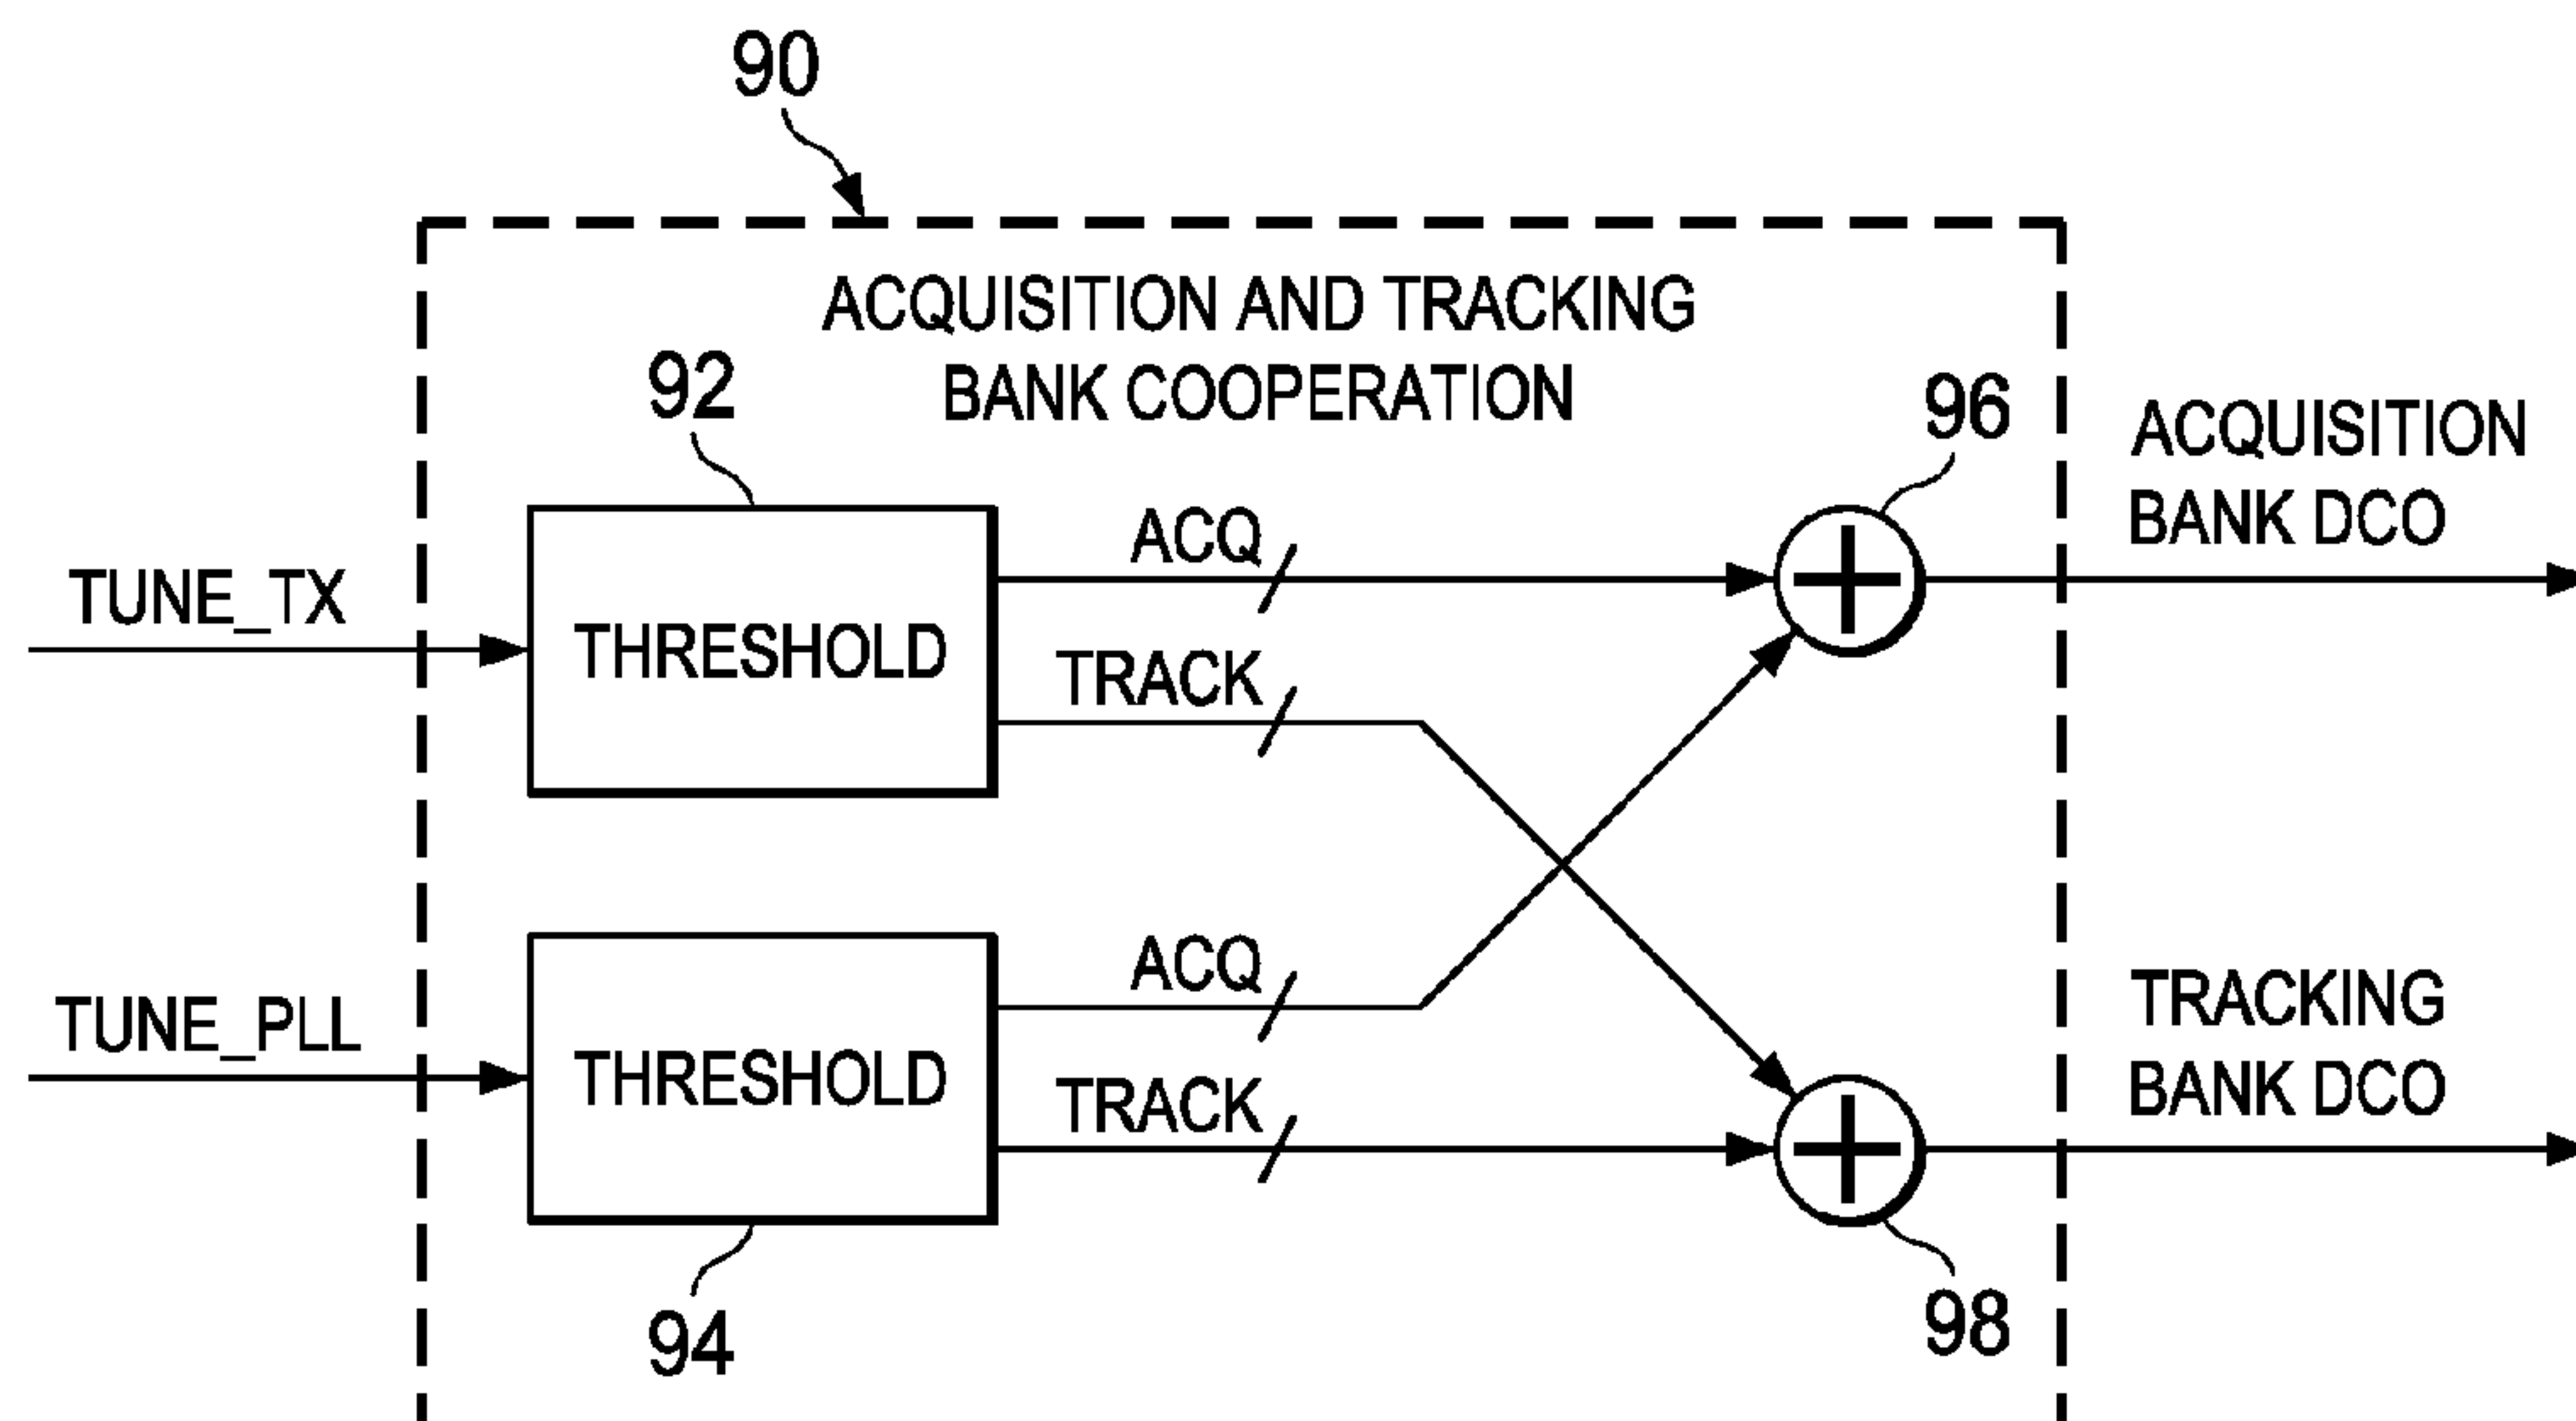 90
ACQUISITION AND TRACKING
BANK COOPERATION
92
96
ACQUISITION
BANK DCO
ACQ
TUNE_TX
THRESHOLD
TRACK
ACQ
TUNE_PLL
THRESHOLD
TRACK
TRACKING
BANK DCO
94
98